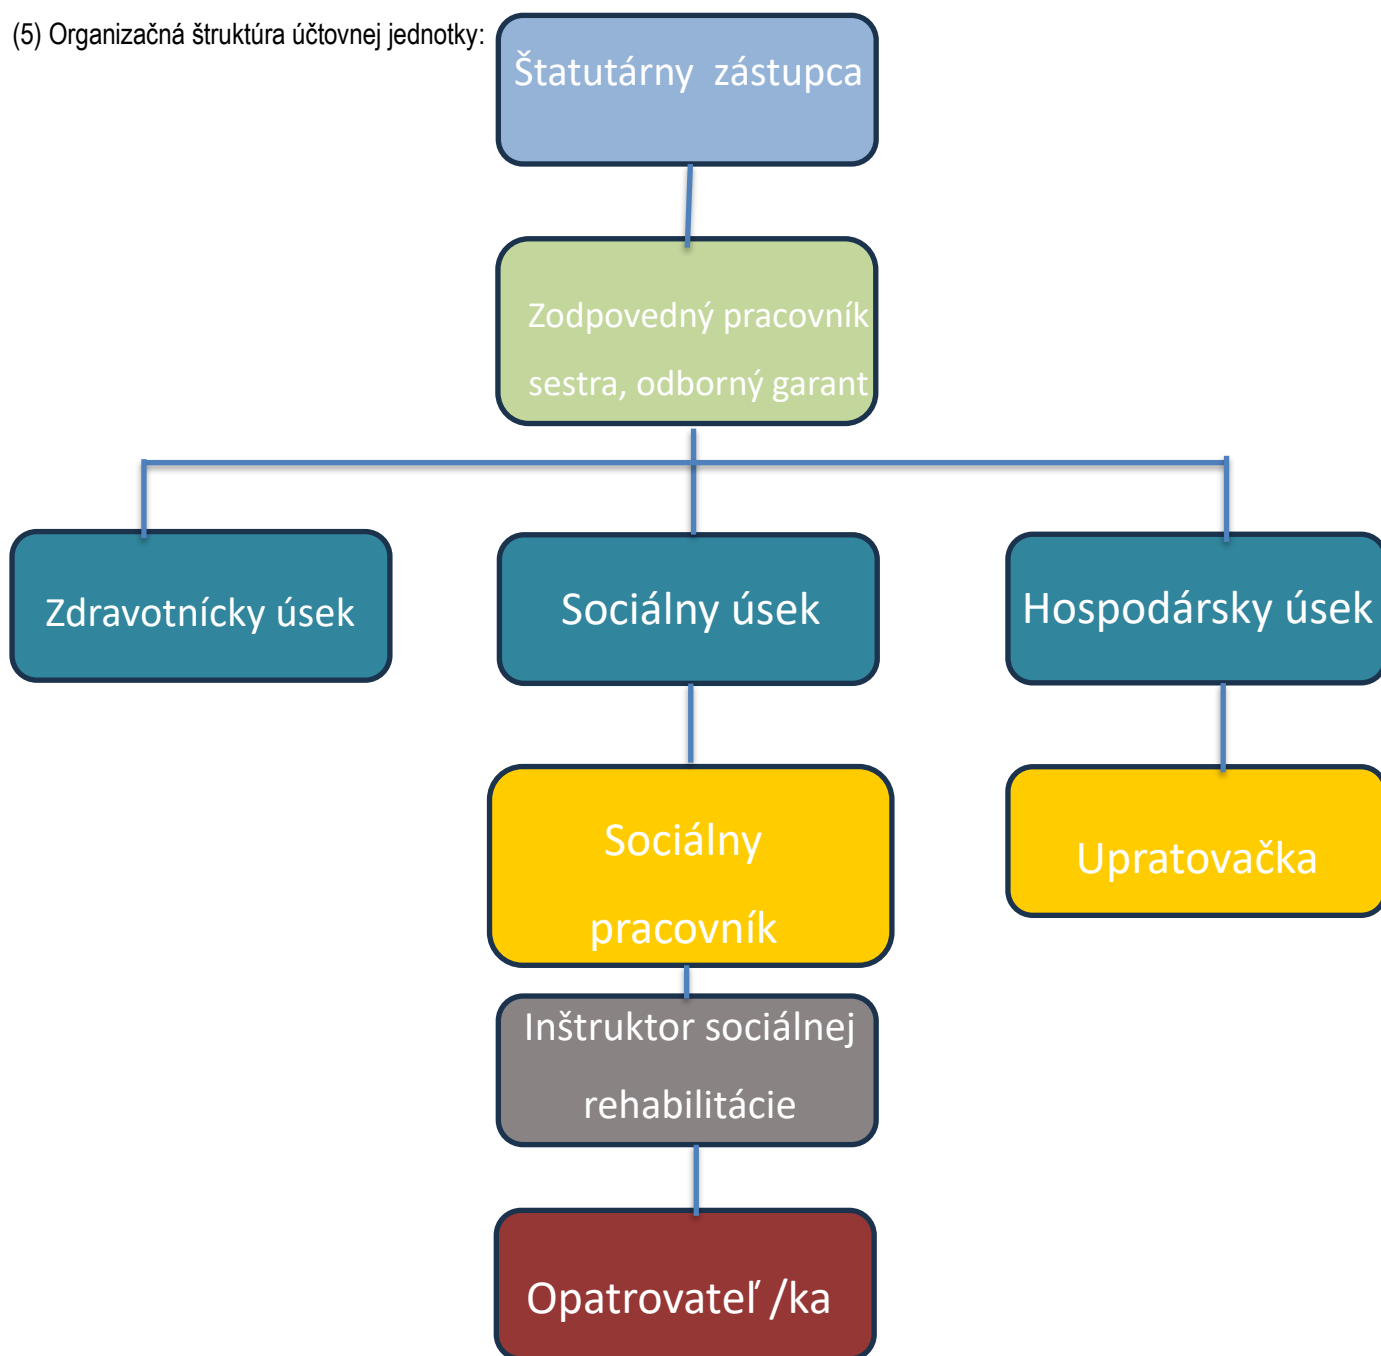 (5) Organizačná štruktúra účtovnej jednotky:
Štatutárny zástupca
Zodpovedný pracovník
sestra, odborný garant
Zdravotnícky úsek
Sociálny úsek
Hospodársky úsek
Sociálny
pracovník
Upratovačka
Inštruktor sociálnej
rehabilitácie
Opatrovateľ /ka